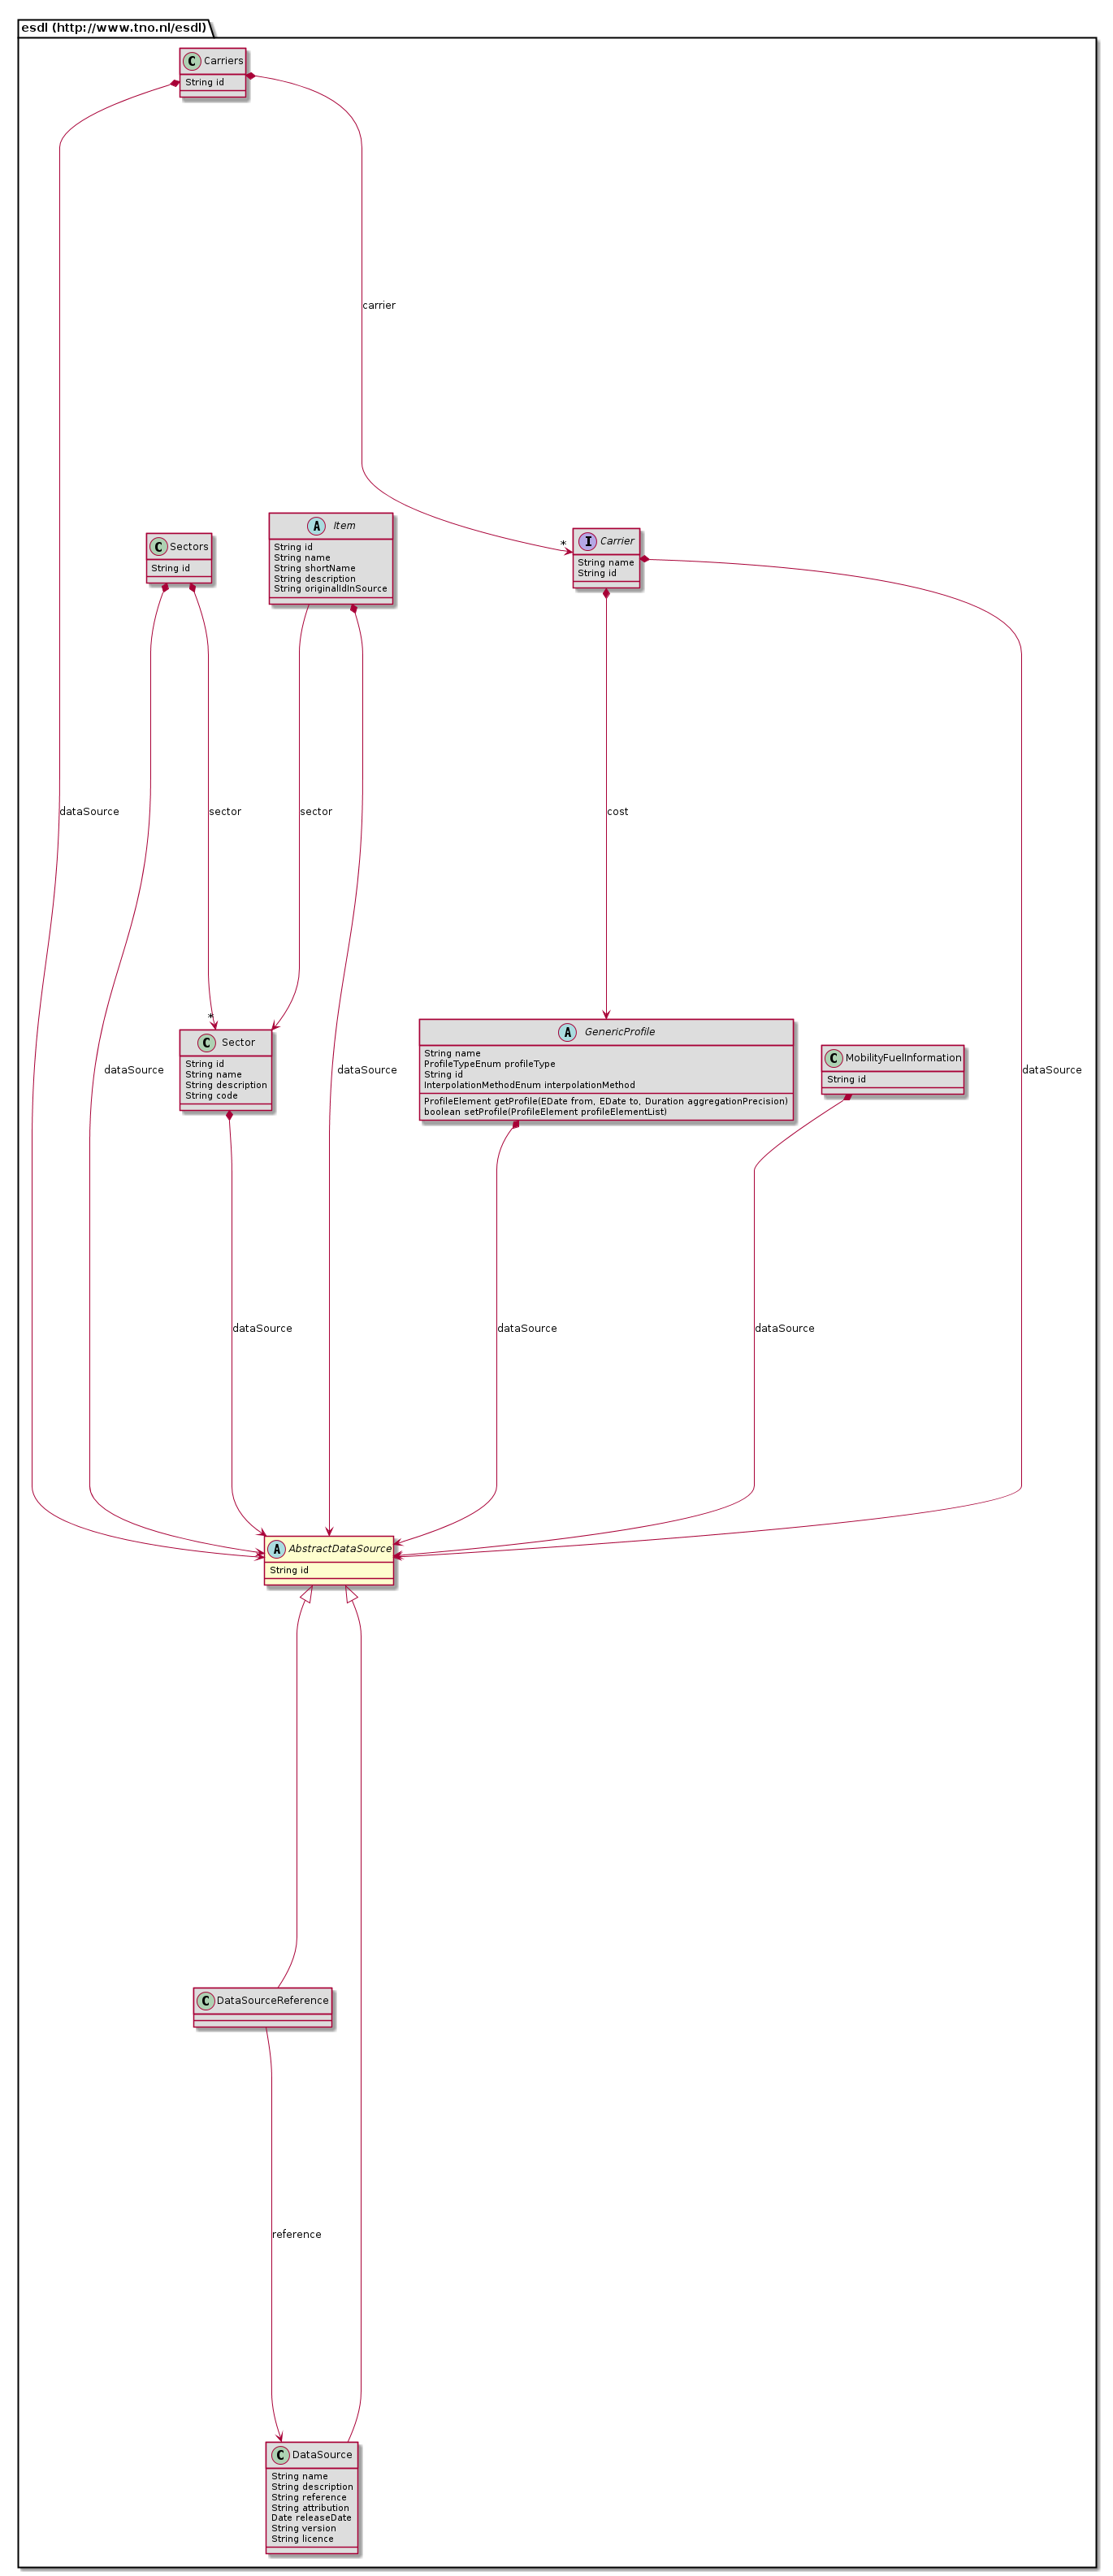 esdl (http://www.tno.nl/esdl)
C Carriers
String id
carrier
C Sectors
String id
A Item
String id
String name
String shortName
String description
String originalIdInSource
*
I Carrier
String name
String id
dataSource
sector
sector
cost
*
C Sector
String id
String name
String description
String code
dataSource
dataSource
A GenericProfile
String name
ProfileTypeEnum profileType
String id
InterpolationMethodEnum interpolationMethod
ProfileElement getProfile(EDate from, EDate to, Duration aggregationPrecision)
boolean setProfile(ProfileElement profileElementList)
C MobilityFuelInformation
String id
dataSource
dataSource
dataSource
dataSource
A AbstractDataSource
String id
C DataSourceReference
reference
C DataSource
String name
String description
String reference
String attribution
Date releaseDate
String version
String licence